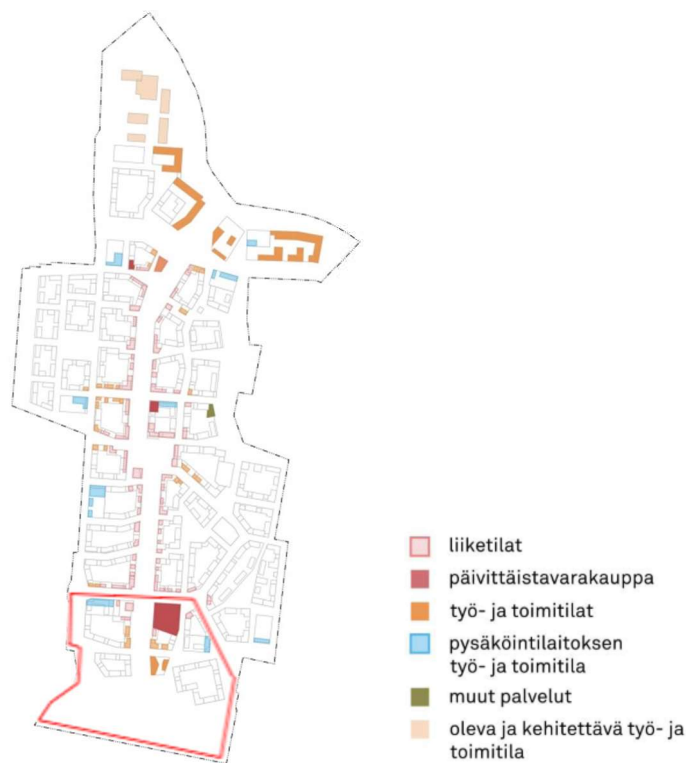 liiketilat
päivittäistavarakauppa
työ- ja toimitilat
pysäköintilaitoksen
työ- ja toimitila
muut palvelut
oleva ja kehitettävä työ- ja
toimitila